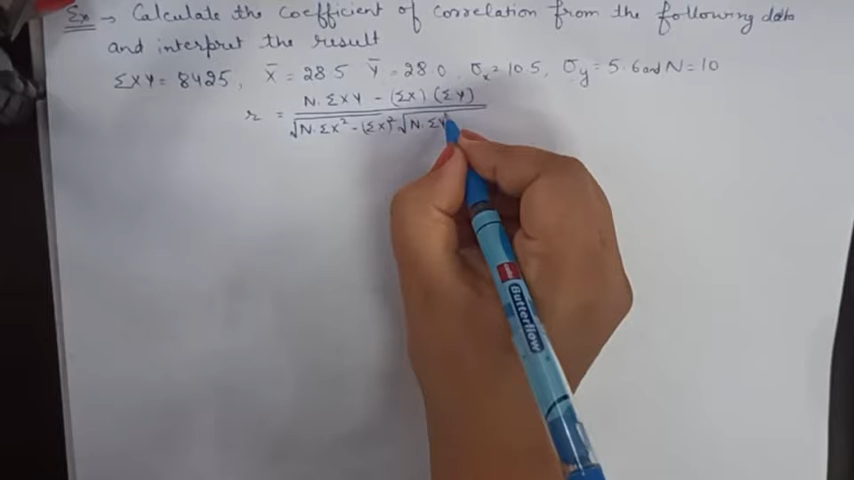 Ex → Calculate the coefficient of correlation from the following data
and interpret the result
ΣXY = 8425, X̄ = 28.5 Ȳ = 28.0, σx = 10.5, σy = 5.6 and N = 10
r = N.ΣXY - (ΣX) (ΣY)
√N.ΣX² - (ΣX)² √N.ΣY
cello
Butterflow